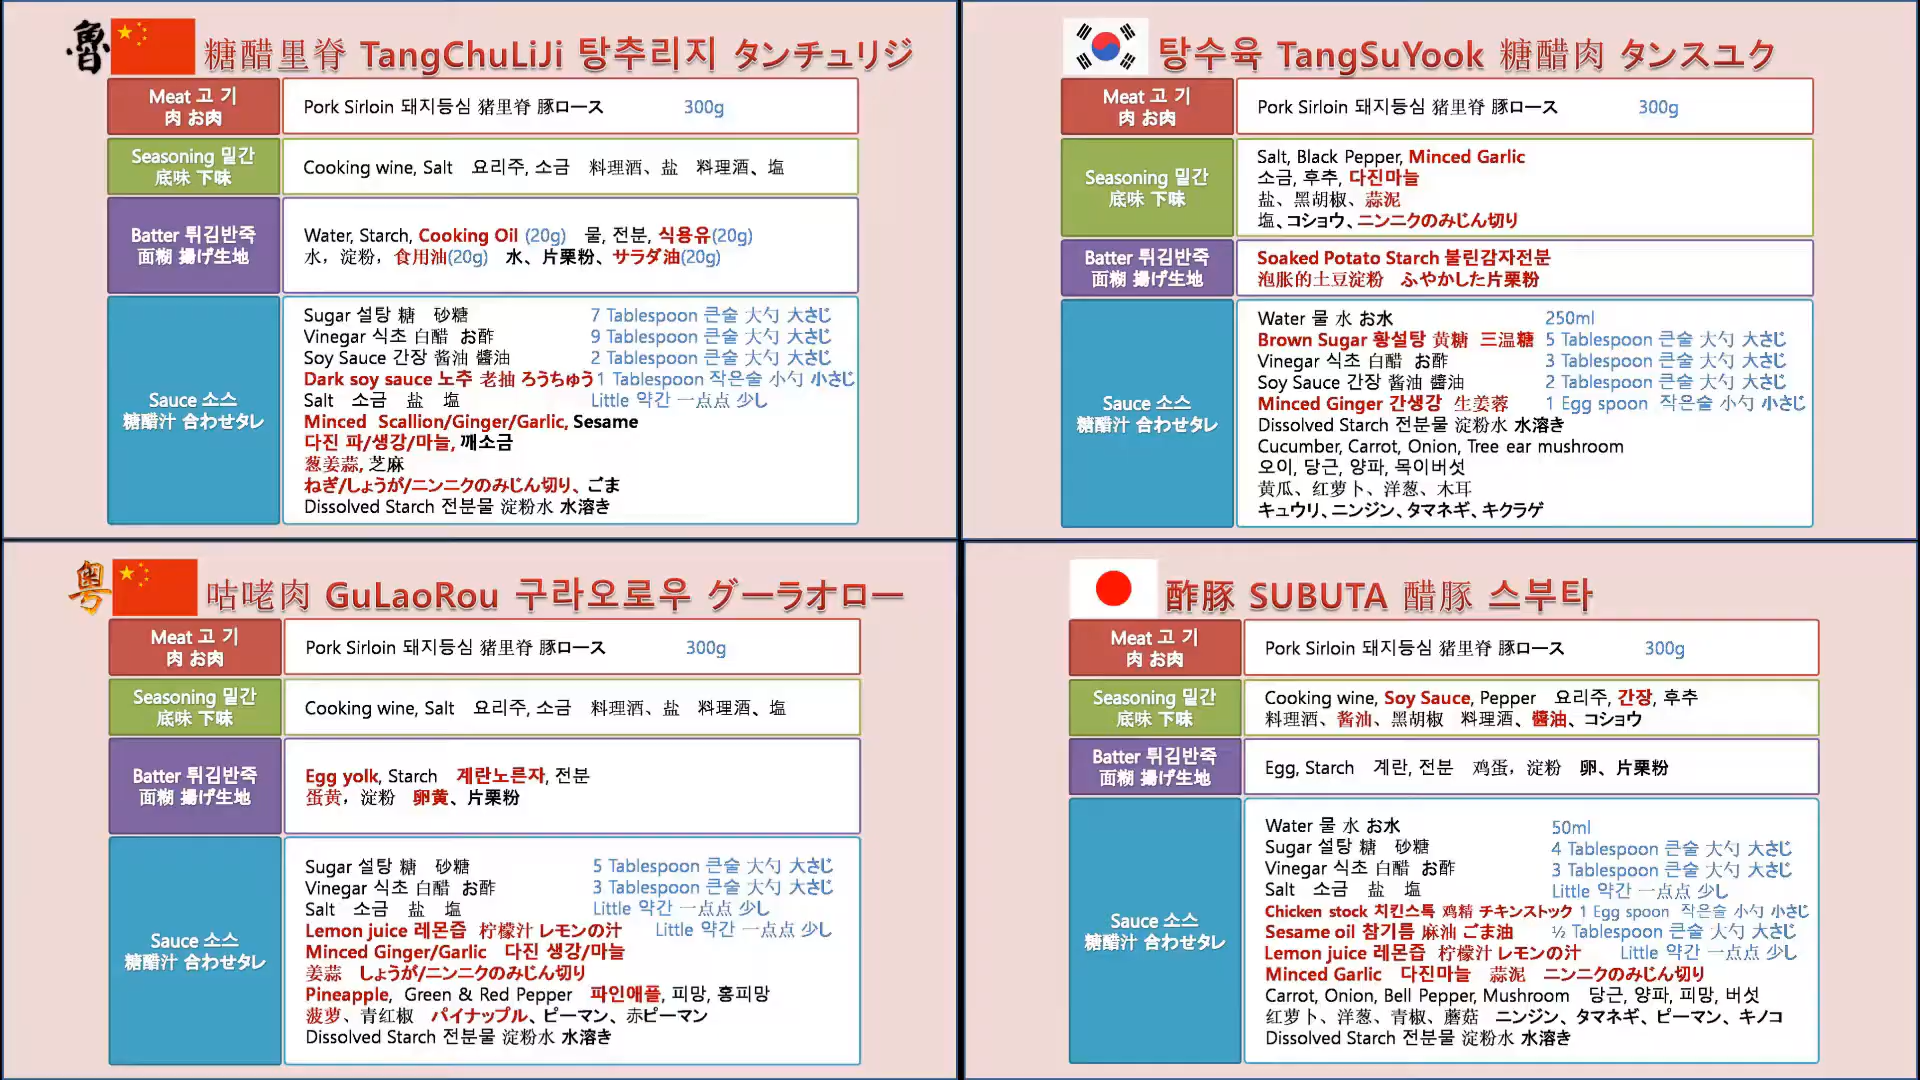 魯 糖醋里脊 TangChuLiJi 탕추리지 タンチュリジ
Meat 고 기
肉 お肉
Pork Sirloin 돼지등심 猪里脊 豚ロース 300g
Seasoning 밑간
底味 下味
Cooking wine, Salt 요리주, 소금 料理酒、盐 料理酒、塩
Batter 튀김반죽
面糊 揚げ生地
Water, Starch, Cooking Oil (20g) 물, 전분, 식용유(20g)
水，淀粉，食用油(20g) 水、片栗粉、サラダ油(20g)
Sauce 소스
糖醋汁 合わせタレ
Sugar 설탕 糖 砂糖 7 Tablespoon 큰술 大勺 大さじ
Vinegar 식초 白醋 お酢 9 Tablespoon 큰술 大勺 大さじ
Soy Sauce 간장 酱油 醬油 2 Tablespoon 큰술 大勺 大さじ
Dark soy sauce 노추 老抽 ろうちゅう 1 Tablespoon 작은술 小勺 小さじ
Salt 소금 盐 塩 Little 약간 一点点 少し
Minced Scallion/Ginger/Garlic, Sesame
다진 파/생강/마늘, 깨소금
葱姜蒜, 芝麻
ねぎ/しょうが/ニンニクのみじん切り、ごま
Dissolved Starch 전분물 淀粉水 水溶き
탕수육 TangSuYook 糖醋肉 タンスユク
Meat 고 기
肉 お肉
Pork Sirloin 돼지등심 猪里脊 豚ロース 300g
Seasoning 밑간
底味 下味
Salt, Black Pepper, Minced Garlic
소금, 후추, 다진마늘
盐、黑胡椒、蒜泥
塩、コショウ、ニンニクのみじん切り
Batter 튀김반죽
面糊 揚げ生地
Soaked Potato Starch 불린감자전분
泡胀的土豆淀粉 ふやかした片栗粉
Sauce 소스
糖醋汁 合わせタレ
Water 물 水 お水 250ml
Brown Sugar 황설탕 黄糖 三温糖 5 Tablespoon 큰술 大勺 大さじ
Vinegar 식초 白醋 お酢 3 Tablespoon 큰술 大勺 大さじ
Soy Sauce 간장 酱油 醬油 2 Tablespoon 큰술 大勺 大さじ
Minced Ginger 간생강 生姜蓉 1 Egg spoon 작은술 小勺 小さじ
Dissolved Starch 전분물 淀粉水 水溶き
Cucumber, Carrot, Onion, Tree ear mushroom
오이, 당근, 양파, 목이버섯
黄瓜、红萝卜、洋葱、木耳
キュウリ、ニンジン、タマネギ、キクラゲ
粤 咕咾肉 GuLaoRou 구라오로우 グーラオロー
Meat 고 기
肉 お肉
Pork Sirloin 돼지등심 猪里脊 豚ロース 300g
Seasoning 밑간
底味 下味
Cooking wine, Salt 요리주, 소금 料理酒、盐 料理酒、塩
Batter 튀김반죽
面糊 揚げ生地
Egg yolk, Starch 계란노른자, 전분
蛋黄，淀粉 卵黄、片栗粉
Sauce 소스
糖醋汁 合わせタレ
Sugar 설탕 糖 砂糖 5 Tablespoon 큰술 大勺 大さじ
Vinegar 식초 白醋 お酢 3 Tablespoon 큰술 大勺 大さじ
Salt 소금 盐 塩 Little 약간 一点点 少し
Lemon juice 레몬즙 柠檬汁 レモンの汁 Little 약간 一点点 少し
Minced Ginger/Garlic 다진 생강/마늘
姜蒜 しょうが/ニンニクのみじん切り
Pineapple, Green & Red Pepper 파인애플, 피망, 홍피망
菠萝、青红椒 パイナップル、ピーマン、赤ピーマン
Dissolved Starch 전분물 淀粉水 水溶き
酢豚 SUBUTA 醋豚 스부타
Meat 고 기
肉 お肉
Pork Sirloin 돼지등심 猪里脊 豚ロース 300g
Seasoning 밑간
底味 下味
Cooking wine, Soy Sauce, Pepper 요리주, 간장, 후추
料理酒、酱油、黑胡椒 料理酒、醬油、コショウ
Batter 튀김반죽
面糊 揚げ生地
Egg, Starch 계란, 전분 鸡蛋，淀粉 卵、片栗粉
Sauce 소스
糖醋汁 合わせタレ
Water 물 水 お水 50ml
Sugar 설탕 糖 砂糖 4 Tablespoon 큰술 大勺 大さじ
Vinegar 식초 白醋 お酢 3 Tablespoon 큰술 大勺 大さじ
Salt 소금 盐 塩 Little 약간 一点点 少し
Chicken stock 치킨스톡 鸡精 チキンストック 1 Egg spoon 작은술 小勺 小さじ
Sesame oil 참기름 麻油 ごま油 ½ Tablespoon 큰술 大勺 大さじ
Lemon juice 레몬즙 柠檬汁 レモンの汁 Little 약간 一点点 少し
Minced Garlic 다진마늘 蒜泥 ニンニクのみじん切り
Carrot, Onion, Bell Pepper, Mushroom 당근, 양파, 피망, 버섯
红萝卜、洋葱、青椒、蘑菇 ニンジン、タマネギ、ピーマン、キノコ
Dissolved Starch 전분물 淀粉水 水溶き